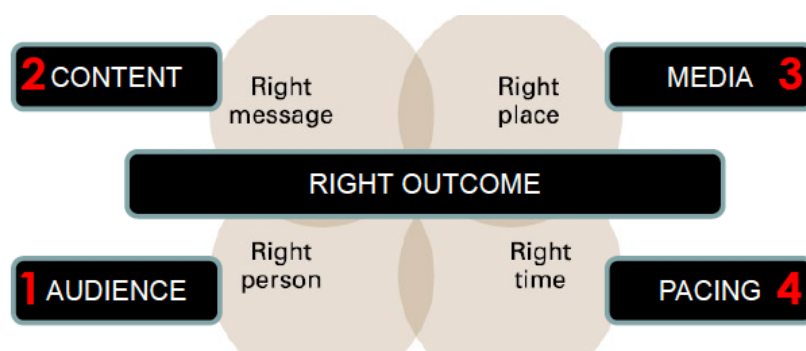 2 CONTENT
Right
message
Right
place
MEDIA 3
RIGHT OUTCOME
1 AUDIENCE
Right
person
Right
time
PACING 4